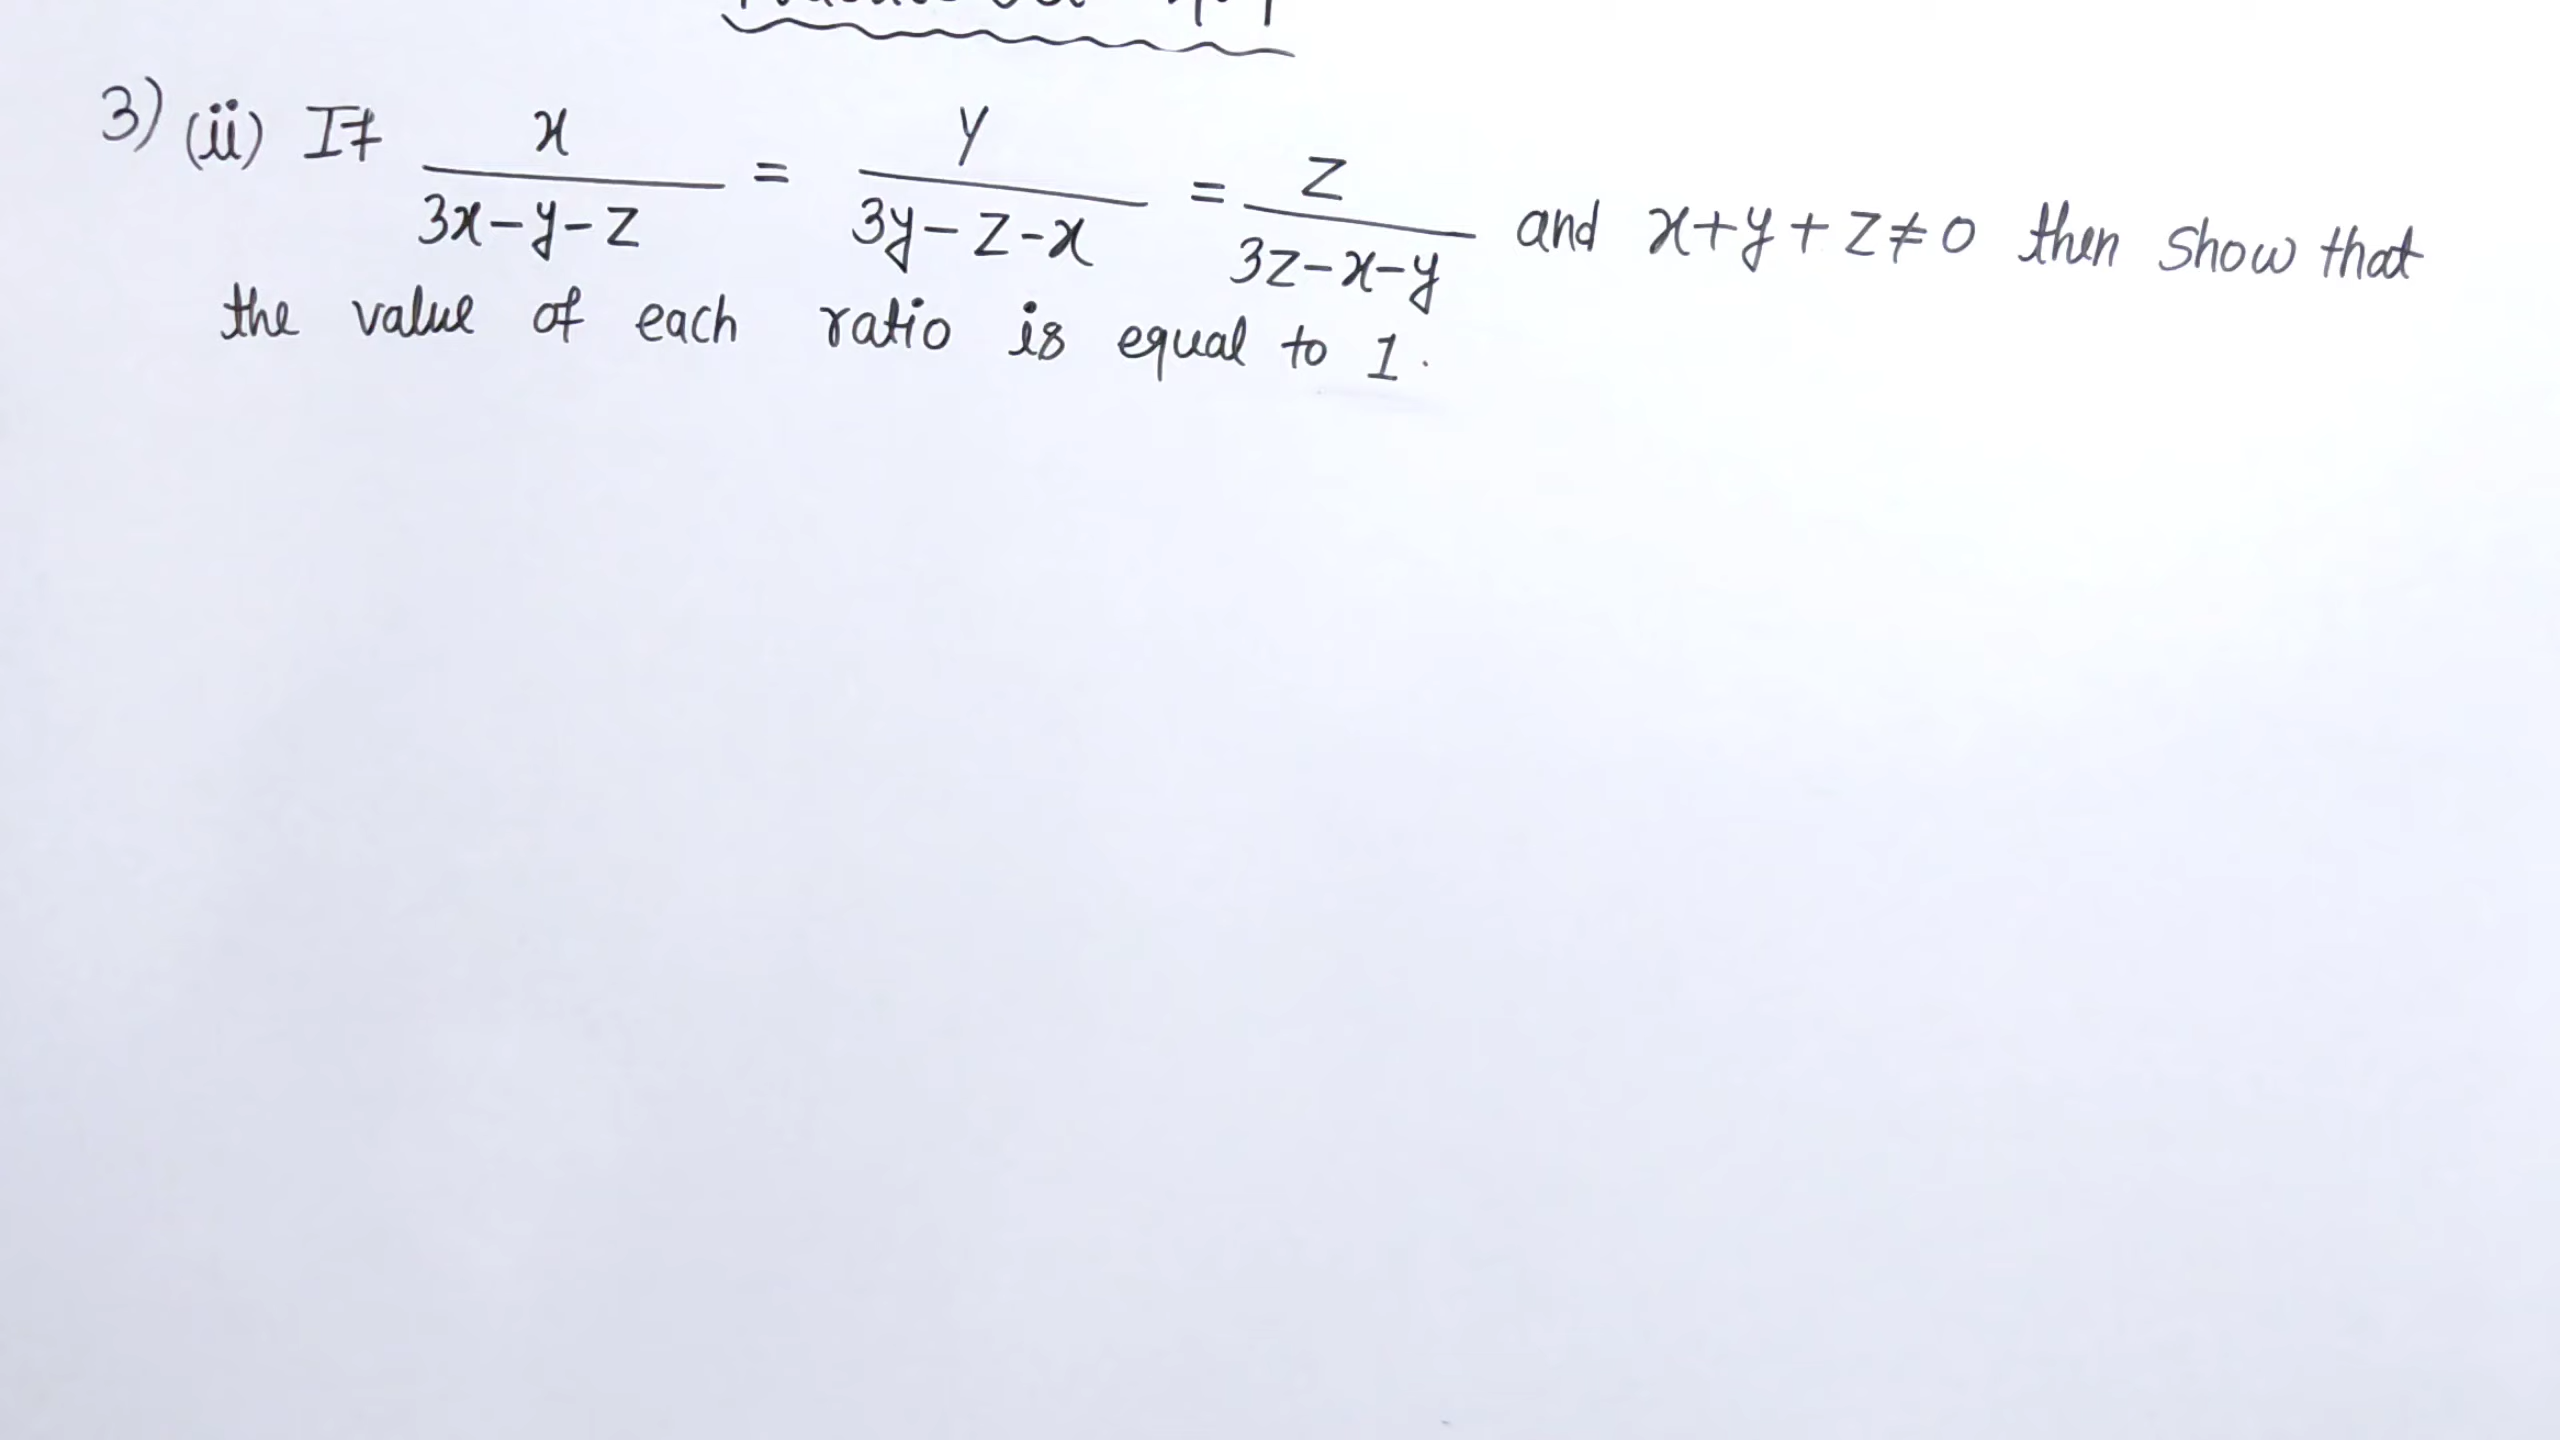 3) (ii) If x/(3x-y-z) = y/(3y-z-x) = z/(3z-x-y) and x+y+z≠0 then show that
the value of each ratio is equal to 1.